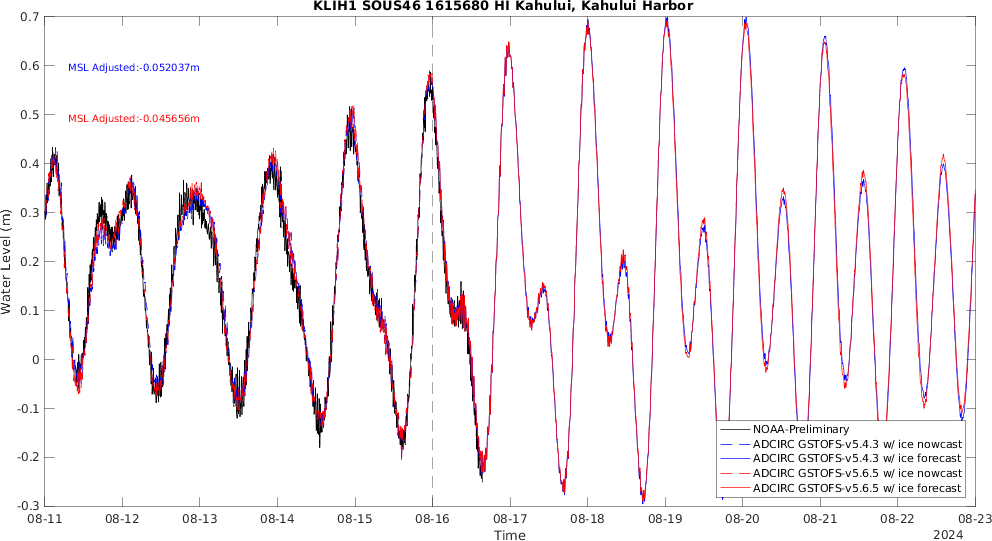 KLIH1 SOUS46 1615680 HI Kahului, Kahului Harbor
0.7
0.6
0.5
0.4
0.3
0.2
0.1
0
-0.1
-0.2
-0.3
Water Level (m)
MSL Adjusted:-0.052037m
MSL Adjusted:-0.045656m
NOAA-Preliminary
ADCIRC GSTOFS-v5.4.3 w/ ice nowcast
ADCIRC GSTOFS-v5.4.3 w/ ice forecast
ADCIRC GSTOFS-v5.6.5 w/ ice nowcast
ADCIRC GSTOFS-v5.6.5 w/ ice forecast
08-11 08-12 08-13 08-14 08-15 08-16 08-17 08-18 08-19 08-20 08-21 08-22 08-23
Time
2024